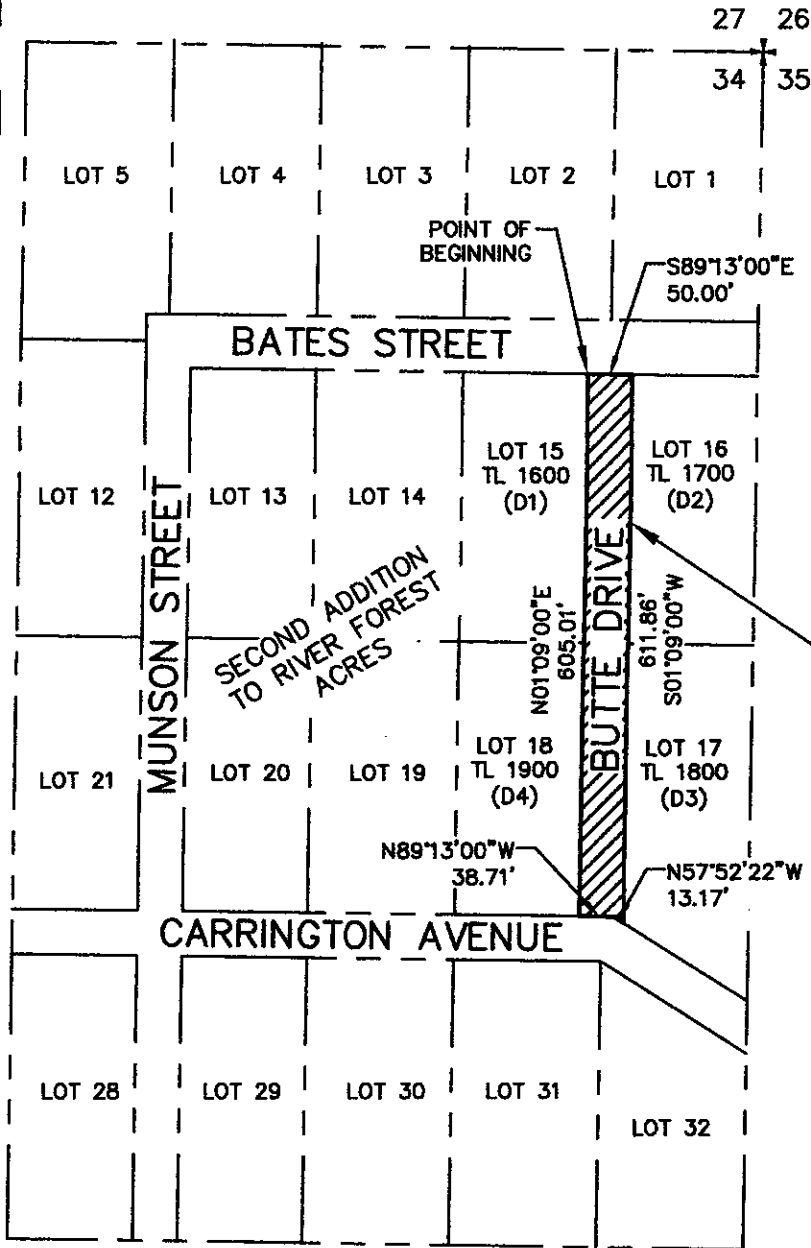 27 26
34 35
LOT 5
LOT 4
LOT 3
LOT 2
LOT 1
POINT OF
BEGINNING
S89°13'00"E
50.00'
BATES STREET
LOT 12
MUNSON STREET
LOT 13
LOT 14
LOT 15
TL 1600
(D1)
LOT 16
TL 1700
(D2)
SECOND ADDITION
TO RIVER FOREST
ACRES
N01°09'00"E
605.01'
BUTTE DRIVE
611.86'
S01°09'00"W
LOT 21
LOT 20
LOT 19
LOT 18
TL 1900
(D4)
LOT 17
TL 1800
(D3)
N89°13'00"W
38.71'
N57°52'22"W
13.17'
CARRINGTON AVENUE
LOT 28
LOT 29
LOT 30
LOT 31
LOT 32